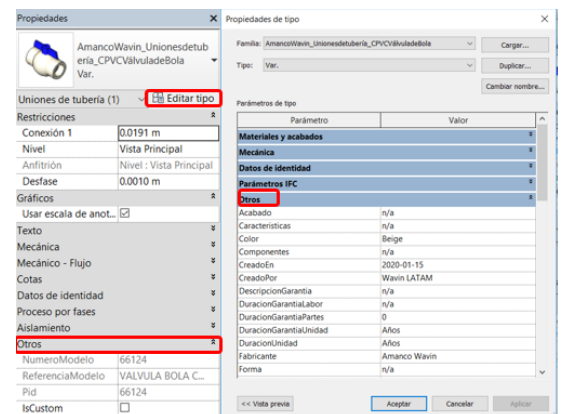 Propiedades
AmancoWavin_Unionesdetub
ería_CPVCVálvuladeBola
Var.
Uniones de tubería (1)
Editar tipo
Restricciones
Conexión 1 0.0191 m
Nivel Vista Principal
Anfitrión Nivel : Vista Principal
Desfase 0.0010 m
Gráficos
Usar escala de anot...
Texto
Mecánica
Mecánico - Flujo
Cotas
Datos de identidad
Proceso por fases
Aislamiento
Otros
NumeroModelo 66124
ReferenciaModelo VALVULA BOLA C...
Pid 66124
IsCustom
Propiedades de tipo
Familia: AmancoWavin_Unionesdetubería_CPVCVálvuladeBola Cargar...
Tipo: Var. Duplicar...
Cambiar nombre...
Parámetros de tipo
Parámetro Valor
Materiales y acabados
Mecánica
Datos de identidad
Parámetros IFC
Otros
Acabado n/a
Caracteristicas n/a
Color Beige
Componentes n/a
CreadoEn 2020-01-15
CreadoPor Wavin LATAM
DescripcionGarantia n/a
DuracionGarantiaLabor n/a
DuracionGarantiaPartes 0
DuracionGarantiaUnidad Años
DuracionUnidad Años
Fabricante Amanco Wavin
Forma n/a
<< Vista previa Aceptar Cancelar Aplicar